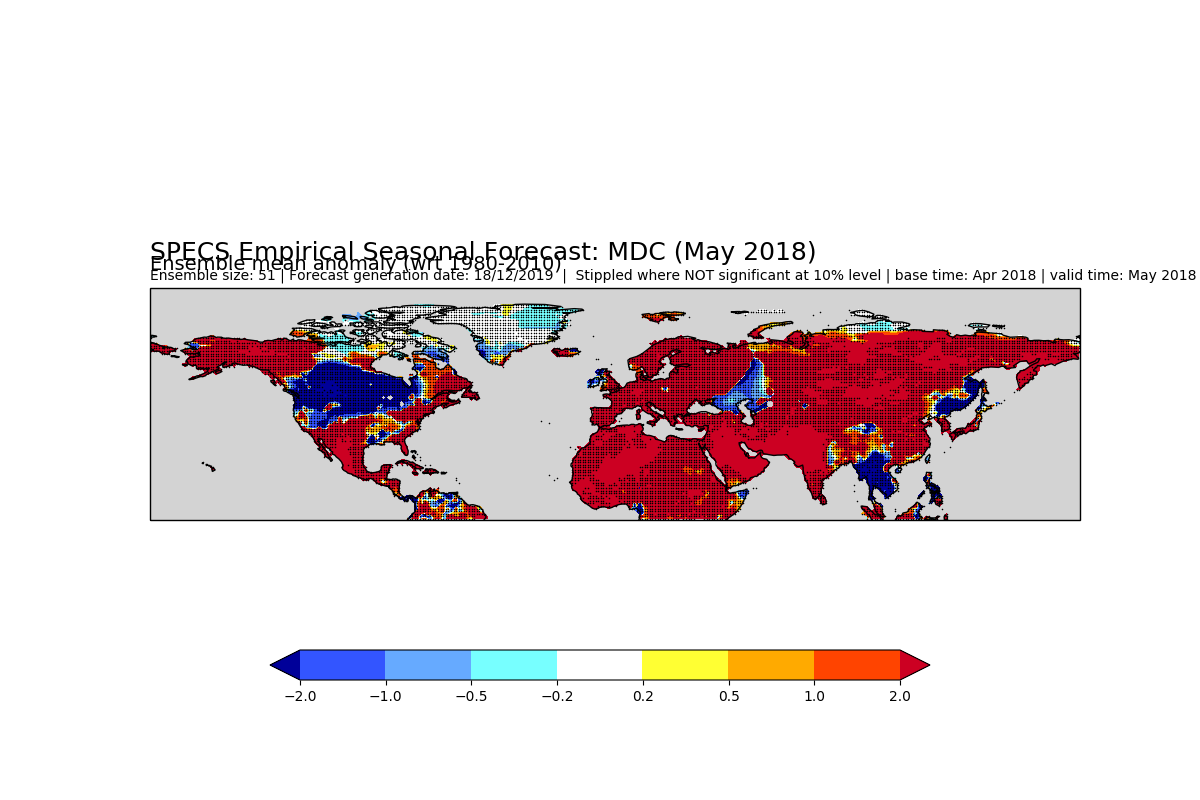 SPECS Empirical Seasonal Forecast: MDC (May 2018)
Ensemble mean anomaly (wrt 1980-2010)
Ensemble size: 51 | Forecast generation date: 18/12/2019 | Stippled where NOT significant at 10% level | base time: Apr 2018 | valid time: May 2018
−2.0 −1.0 −0.5 −0.2 0.2 0.5 1.0 2.0